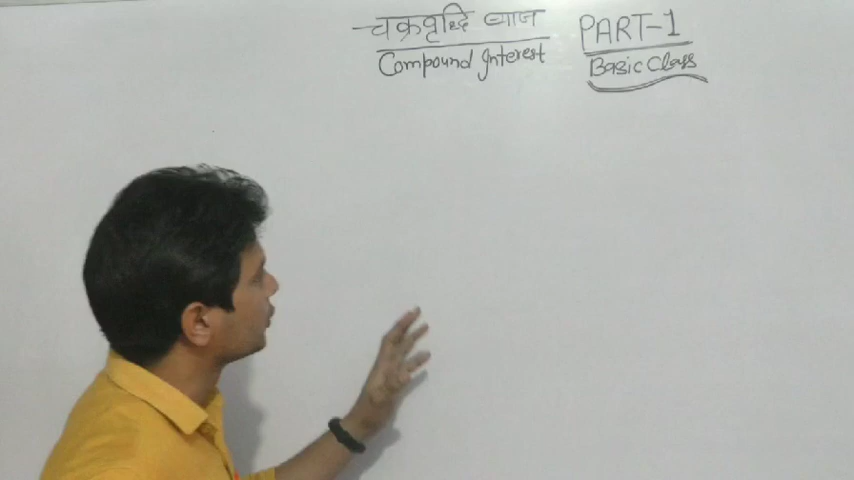 चक्रवृद्धि ब्याज
Compound Interest
PART-1
Basic Class